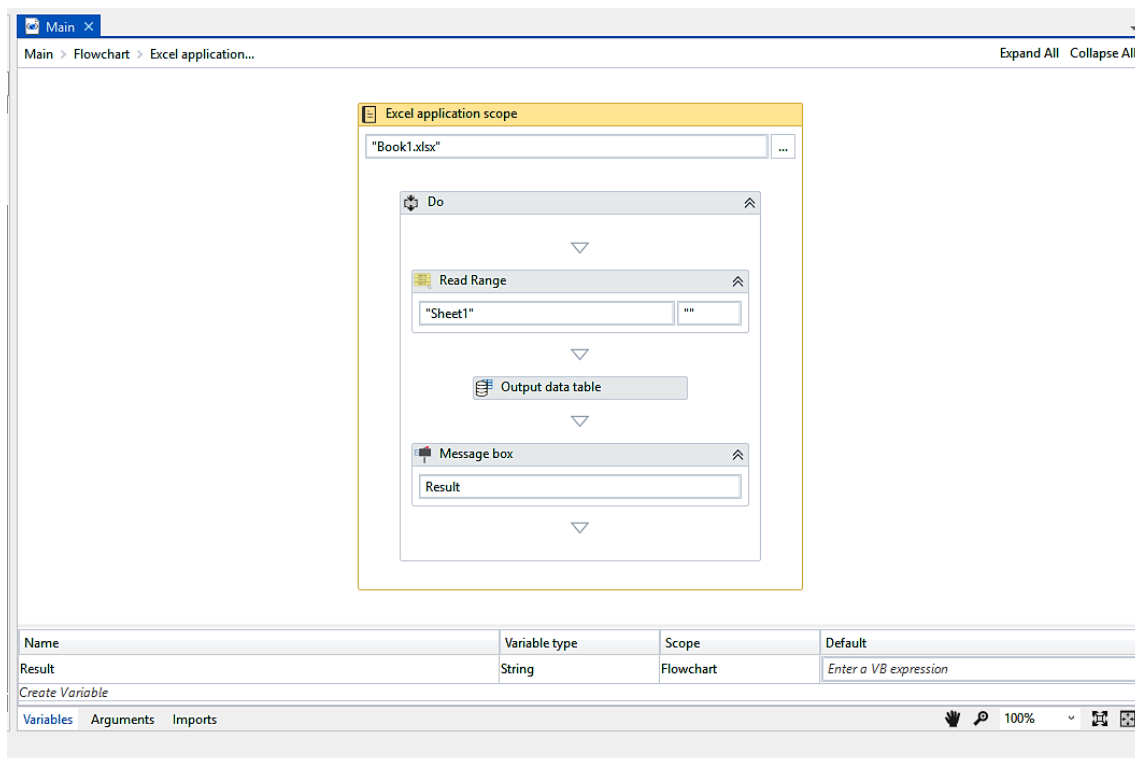 Main
Main > Flowchart > Excel application... Expand All Collapse All
Excel application scope
"Book1.xlsx" ...
Do
Read Range
"Sheet1" ""
Output data table
Message box
Result
Name Variable type Scope Default
Result String Flowchart Enter a VB expression
Create Variable
Variables Arguments Imports 100%